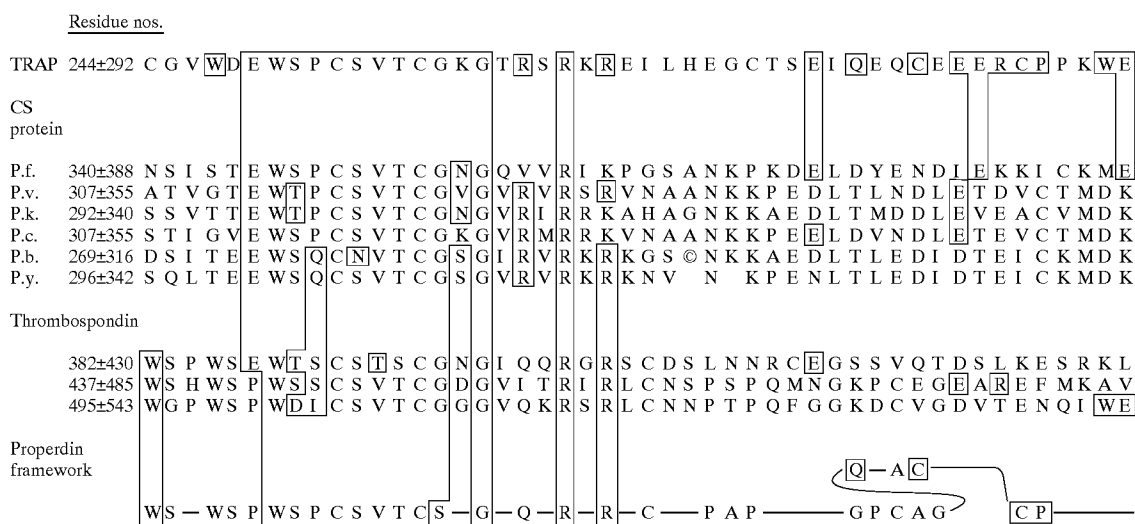 Residue nos.
TRAP 244±292 C G V W D E W S P C S V T C G K G T R S R K R E I L H E G C T S E I Q E Q C E E E R C P P K W E
CS
protein
P.f. 340±388 N S I S T E W S P C S V T C G N G Q V V R I K P G S A N K P K D E L D Y E N D I E K K I C K M E
P.v. 307±355 A T V G T E W T P C S V T C G V G V R V R S R V N A A N K K P E D L T L N D L E T D V C T M D K
P.k. 292±340 S S V T T E W T P C S V T C G N G V R I R R K A H A G N K K A E D L T M D D L E V E A C V M D K
P.c. 307±355 S T I G V E W S P C S V T C G K G V R M R R K V N A A N K K P E E L D V N D L E T E V C T M D K
P.b. 269±316 D S I T E E W S Q C N V T C G S G I R V R K R K G S © N K K A E D L T L E D I D T E I C K M D K
P.y. 296±342 S Q L T E E W S Q C S V T C G S G V R V R K R K N V N K P E N L T L E D I D T E I C K M D K
Thrombospondin
382±430 W S P W S E W T S C S T S C G N G I Q Q R G R S C D S L N N R C E G S S V Q T D S L K E S R K L
437±485 W S H W S P W S S C S V T C G D G V I T R I R L C N S P S P Q M N G K P C E G E A R E F M K A V
495±543 W G P W S P W D I C S V T C G G G V Q K R S R L C N N P T P Q F G G K D C V G D V T E N Q I W E
Properdin
framework
Q – A C
W S – W S P W S P C S V T C S – G – Q – R – R – C – P A P – G P C A G C P